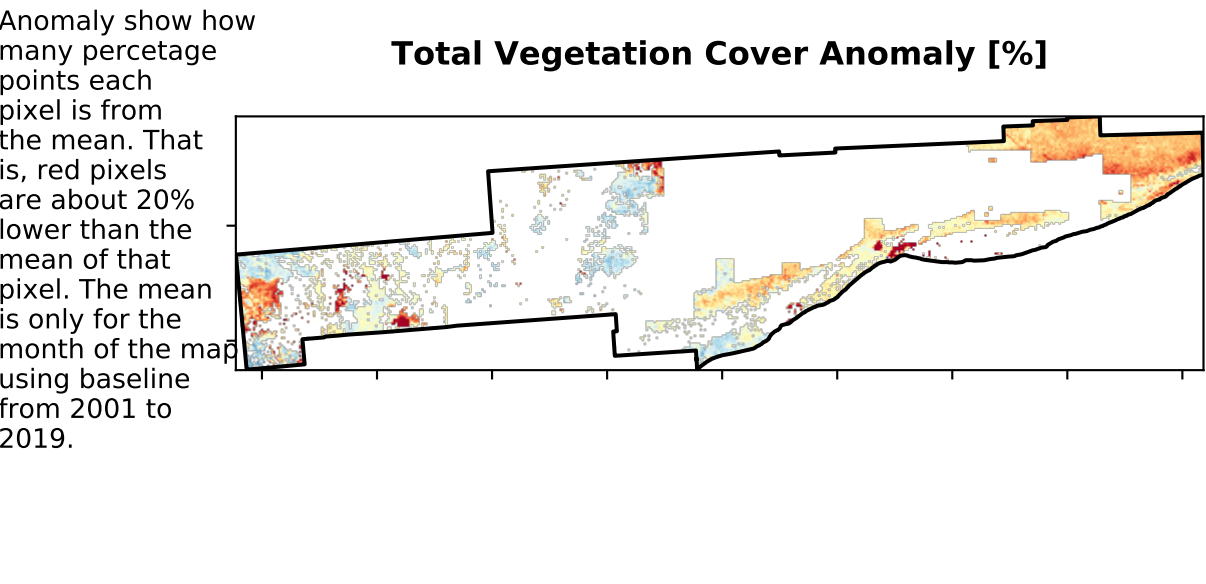 Anomaly show how
many percetage
points each
pixel is from
the mean. That
is, red pixels
are about 20%
lower than the
mean of that
pixel. The mean
is only for the
month of the map
using baseline
from 2001 to
2019.
Total Vegetation Cover Anomaly [%]